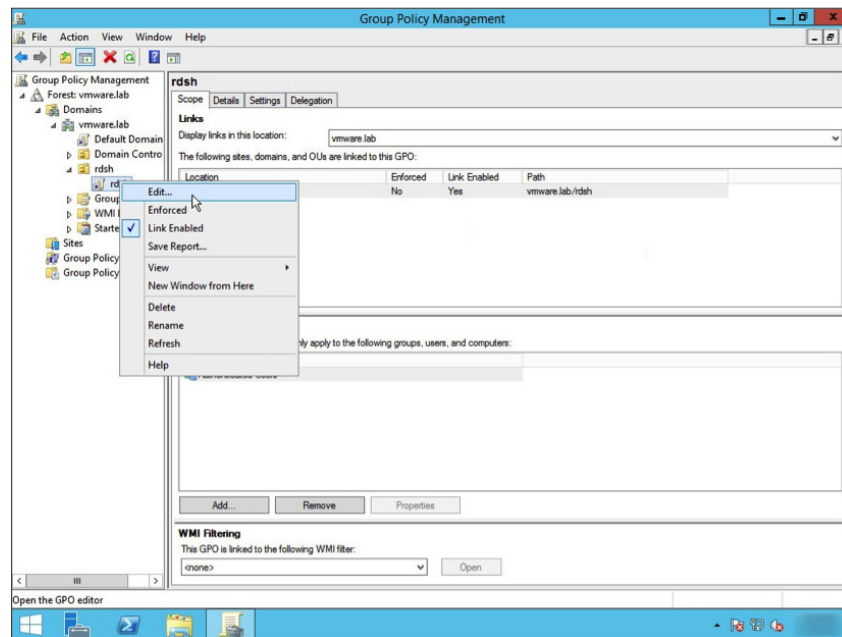 Group Policy Management
File Action View Window Help
Group Policy Management
Forest: vmware.lab
Domains
vmware.lab
Default Domain
Domain Contro
rdsh
Group
WMI
Starte
Sites
Group Policy
Group Policy
Edit...
Enforced
Link Enabled
Save Report...
View
New Window from Here
Delete
Rename
Refresh
Help
rdsh
Scope Details Settings Delegation
Links
Display links in this location: vmware.lab
The following sites, domains, and OUs are linked to this GPO:
Location Enforced Link Enabled Path
No Yes vmware.lab/rdsh
apply to the following groups, users, and computers:
Add... Remove Properties
WMI Filtering
This GPO is linked to the following WMI filter:
<none> Open
Open the GPO editor